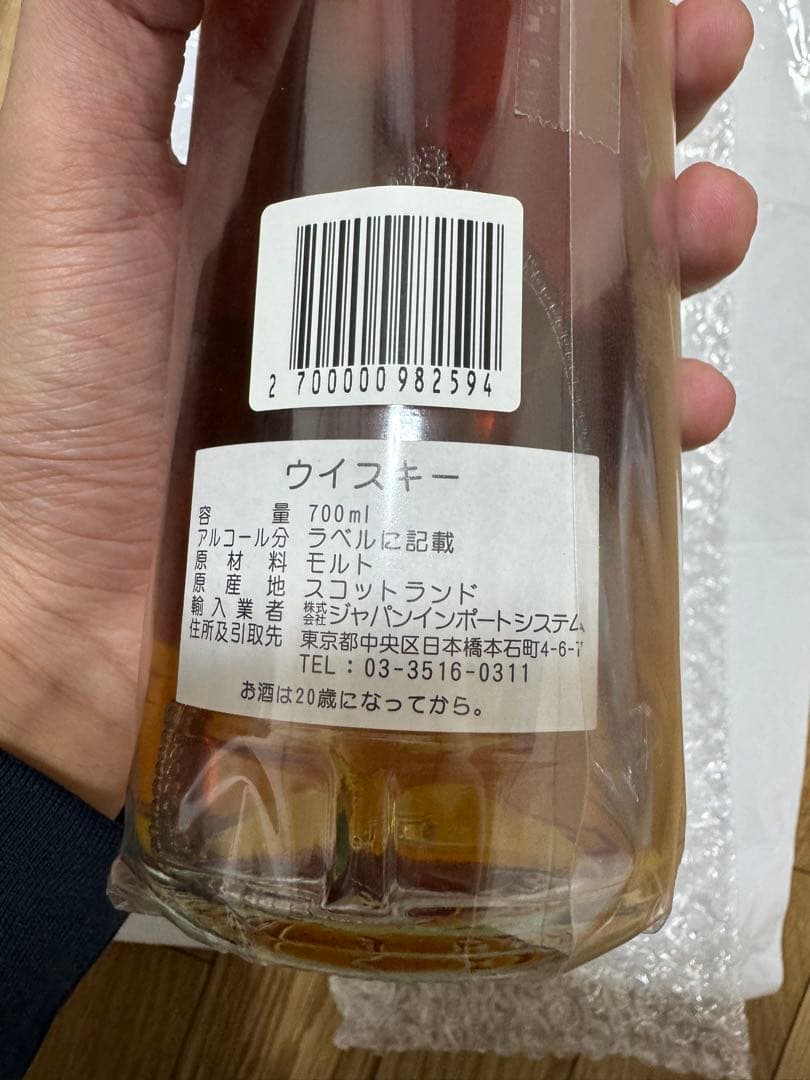 2 700000 982594
ウイスキー
容量 700ml
アルコール分 ラベルに記載
原材料 モルト
原産地 スコットランド
輸入業者 株式会社ジャパンインポートシステム
住所及引取先 東京都中央区日本橋本石町4-6-7
TEL : 03-3516-0311
お酒は20歳になってから。